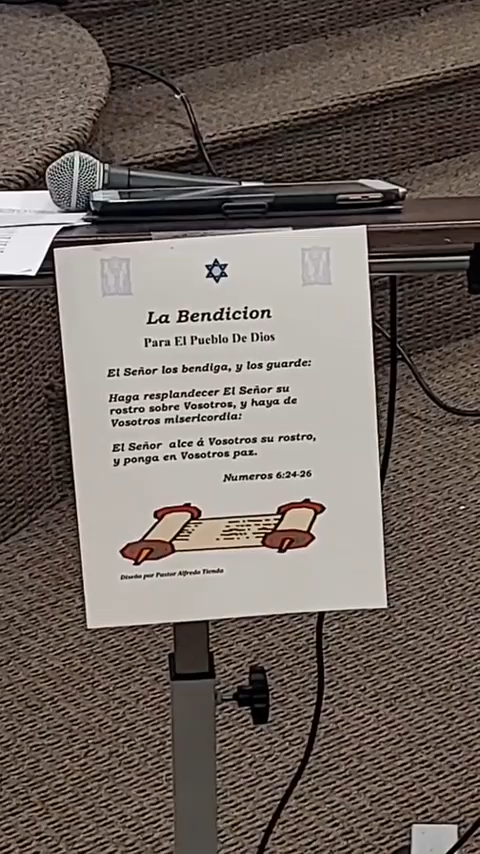 La Bendicion
Para El Pueblo De Dios
El Señor los bendiga, y los guarde:
Haga resplandecer El Señor su
rostro sobre Vosotros, y haya de
Vosotros misericordia:
El Señor alce á Vosotros su rostro,
y ponga en Vosotros paz.
Numeros 6:24-26
Diseño por Pastor Alfredo Tienda